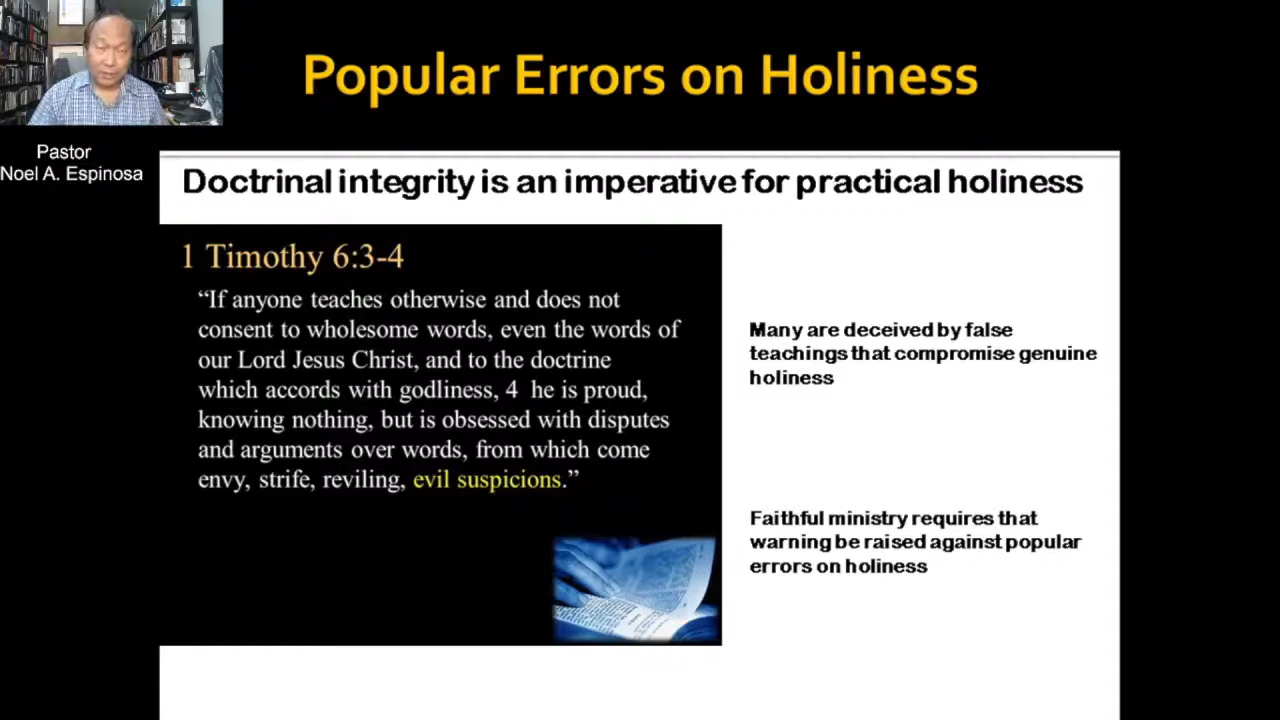 Popular Errors on Holiness
Pastor
Noel A. Espinosa
Doctrinal integrity is an imperative for practical holiness
1 Timothy 6:3-4
“If anyone teaches otherwise and does not
consent to wholesome words, even the words of
our Lord Jesus Christ, and to the doctrine
which accords with godliness, 4 he is proud,
knowing nothing, but is obsessed with disputes
and arguments over words, from which come
envy, strife, reviling, evil suspicions.”
Many are deceived by false
teachings that compromise genuine
holiness
Faithful ministry requires that
warning be raised against popular
errors on holiness